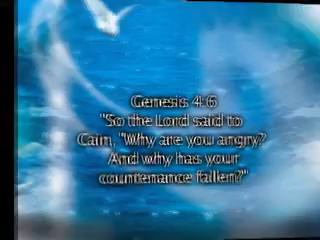 Genesis 4:6
"So the Lord said to
Cain, "Why are you angry?
And why has your
countenance fallen?"